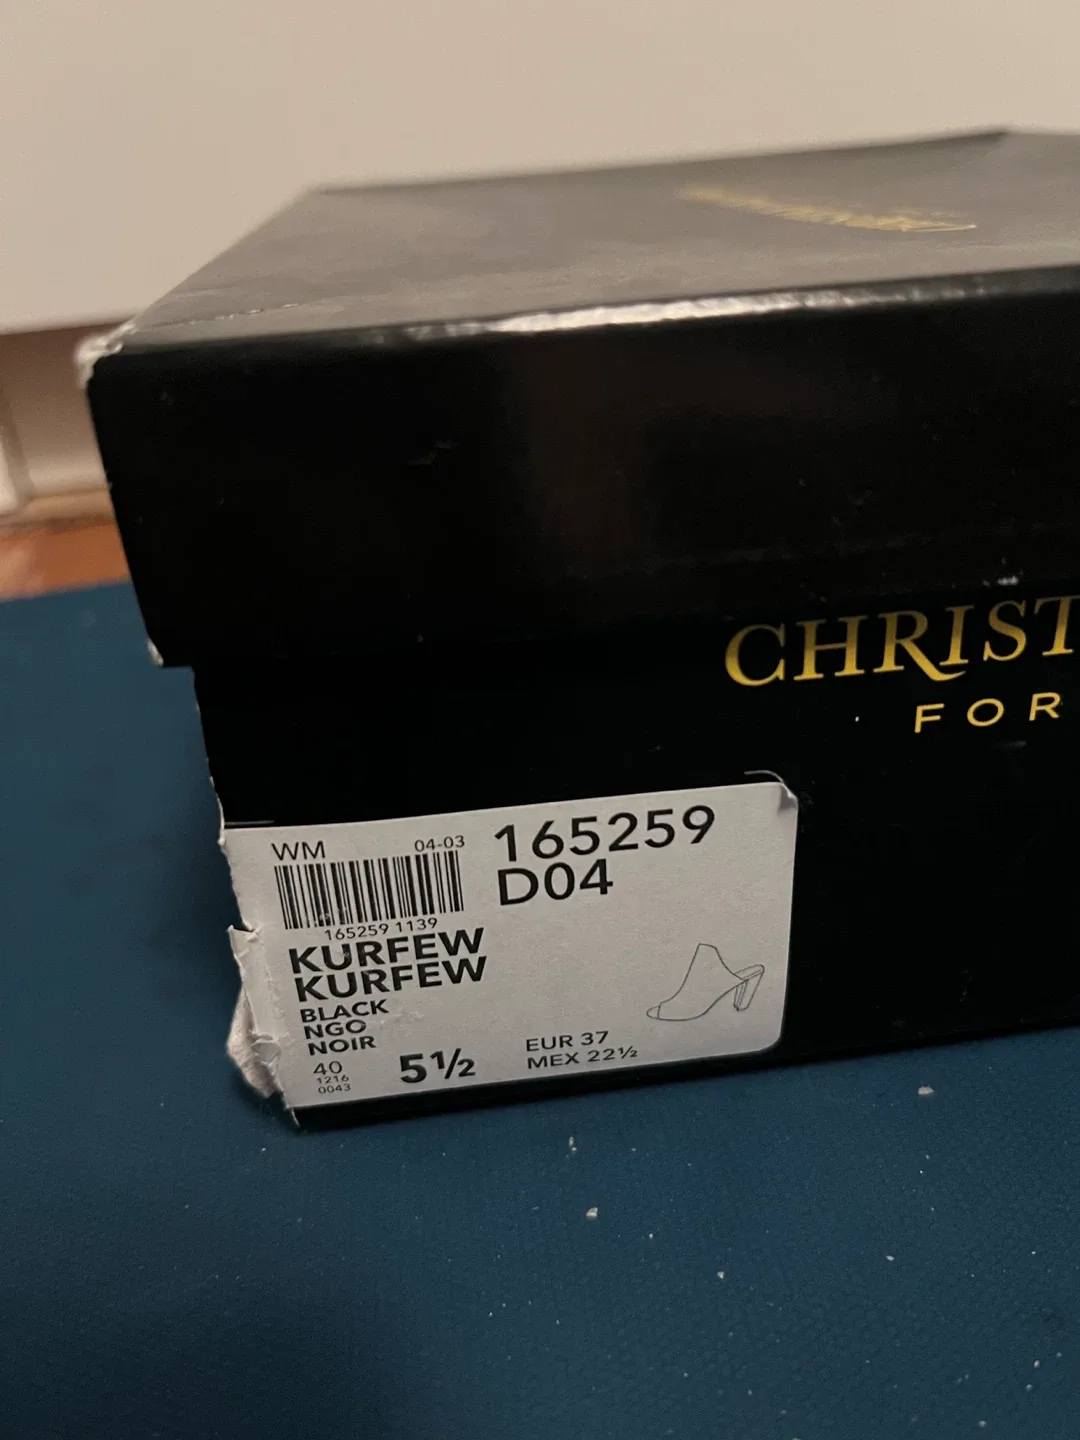 CHRIST
FOR
WM 04-03
165259
D04
165259 1139
KURFEW
KURFEW
BLACK
NGO
NOIR
40
1216
0043
5½
EUR 37
MEX 22½